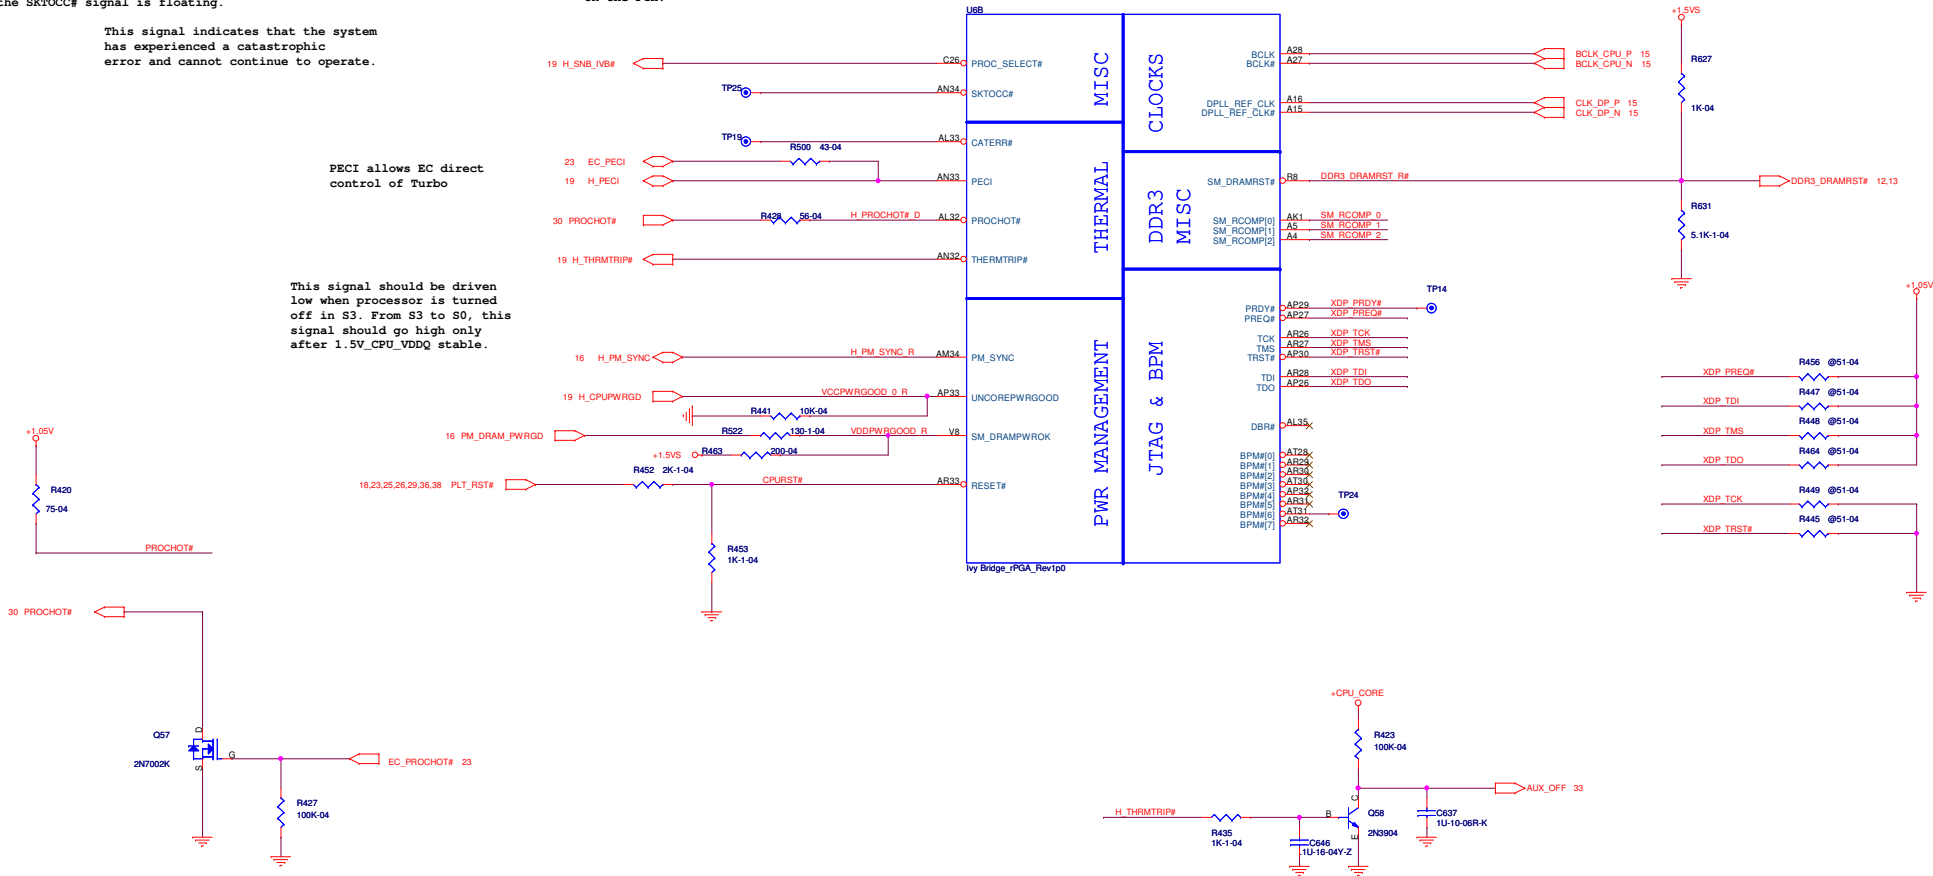 the SKTOCC# signal is floating.
This signal indicates that the system
has experienced a catastrophic
error and cannot continue to operate.
U6B
MISC
CLOCKS
THERMAL
DDR3
MISC
PWR MANAGEMENT
JTAG & BPM
19 H_SNB_IVB#
C26
PROC_SELECT#
TP25
AN34
SKTOCC#
TP19
AL33
CATERR#
PECI allows EC direct
control of Turbo
23 EC_PECI
R500 43-04
19 H_PECI
AN33
PECI
30 PROCHOT#
R428 56-04
H_PROCHOT#_D
AL32
PROCHOT#
19 H_THRMTRIP#
AN32
THERMTRIP#
This signal should be driven
low when processor is turned
off in S3. From S3 to S0, this
signal should go high only
after 1.5V_CPU_VDDQ stable.
16 H_PM_SYNC
H_PM_SYNC_R
AM34
PM_SYNC
19 H_CPUPWRGD
VCCPWRGOOD_0_R
AP33
UNCOREPWRGOOD
R441 10K-04
16 PM_DRAM_PWRGD
R522 130-1-04
VDDPWRGOOD_R
V8
SM_DRAMPWROK
+1.5VS
R463 200-04
18,23,25,26,29,36,38 PLT_RST#
R452 2K-1-04
CPURST#
AR33
RESET#
R453
1K-1-04
Ivy Bridge_rPGA_Rev1p0
BCLK
A28
BCLK_CPU_P 15
BCLK#
A27
BCLK_CPU_N 15
DPLL_REF_CLK
A16
CLK_DP_P 15
DPLL_REF_CLK#
A15
CLK_DP_N 15
SM_DRAMRST#
R8
DDR3_DRAMRST_R#
DDR3_DRAMRST# 12,13
+1.5VS
R627
1K-04
R631
5.1K-1-04
SM_RCOMP[0]
AK1
SM_RCOMP_0
SM_RCOMP[1]
A5
SM_RCOMP_1
SM_RCOMP[2]
A4
SM_RCOMP_2
PRDY#
AP29
XDP_PRDY#
TP14
PREQ#
AP27
XDP_PREQ#
TCK
AR26
XDP_TCK
TMS
AR27
XDP_TMS
TRST#
AP30
XDP_TRST#
TDI
AR28
XDP_TDI
TDO
AP26
XDP_TDO
DBR#
AL35
BPM#[0]
AT28
BPM#[1]
AR29
BPM#[2]
AR30
BPM#[3]
AT30
BPM#[4]
AP32
BPM#[5]
AR31
BPM#[6]
AT31
TP24
BPM#[7]
AR32
+1.05V
XDP_PREQ#
R456 @51-04
XDP_TDI
R447 @51-04
XDP_TMS
R448 @51-04
XDP_TDO
R464 @51-04
XDP_TCK
R449 @51-04
XDP_TRST#
R445 @51-04
+1.05V
R420
75-04
PROCHOT#
30 PROCHOT#
Q57
2N7002K
D
G
S
EC_PROCHOT# 23
R427
100K-04
+CPU_CORE
R423
100K-04
AUX_OFF 33
C637
1U-10-06R-K
H_THRMTRIP#
R435
1K-1-04
C646
.1U-16-04Y-Z
B
C
E
Q58
2N3904